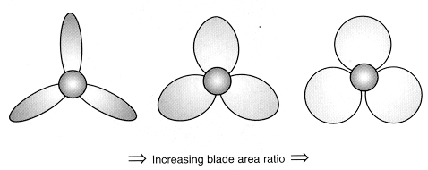 ⇒ Increasing blace area ratio ⇒